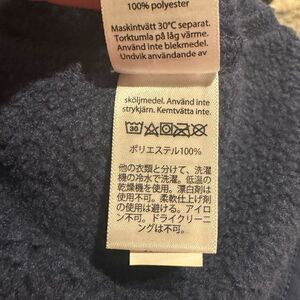 100% polyester
Maskintvätt 30°C separat.
Torktumla på låg värme.
Använd inte blekmedel.
Undvik användande av
sköljmedel. Använd inte
strykjärn. Kemtvätta inte.
30
ポリエステル100%
他の衣類と分けて、洗濯
機の冷水で洗濯。低温の
乾燥機を使用。漂白剤は
使用不可。柔軟仕上げ剤
の使用は避ける。アイロ
ン不可。ドライクリーニ
ングは不可。